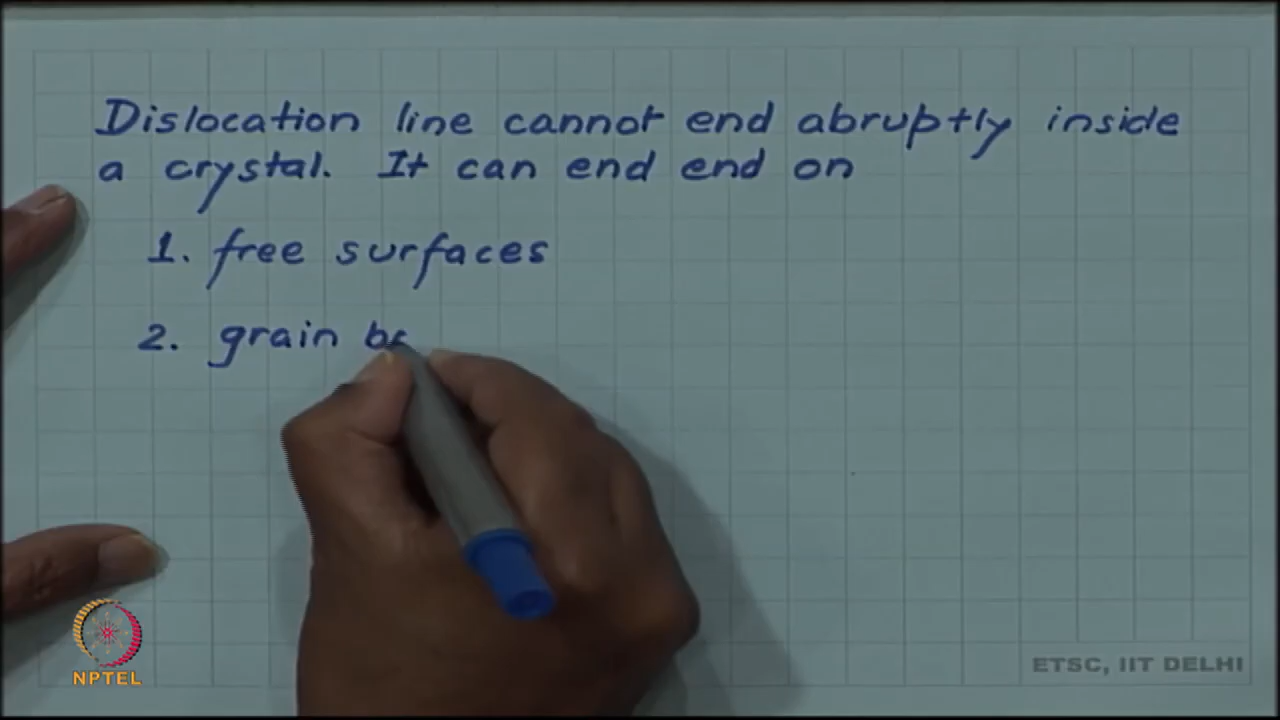 Dislocation line cannot end abruptly inside
a crystal. It can end end on
1. free surfaces
2. grain
NPTEL
ETSC, IIT DELHI